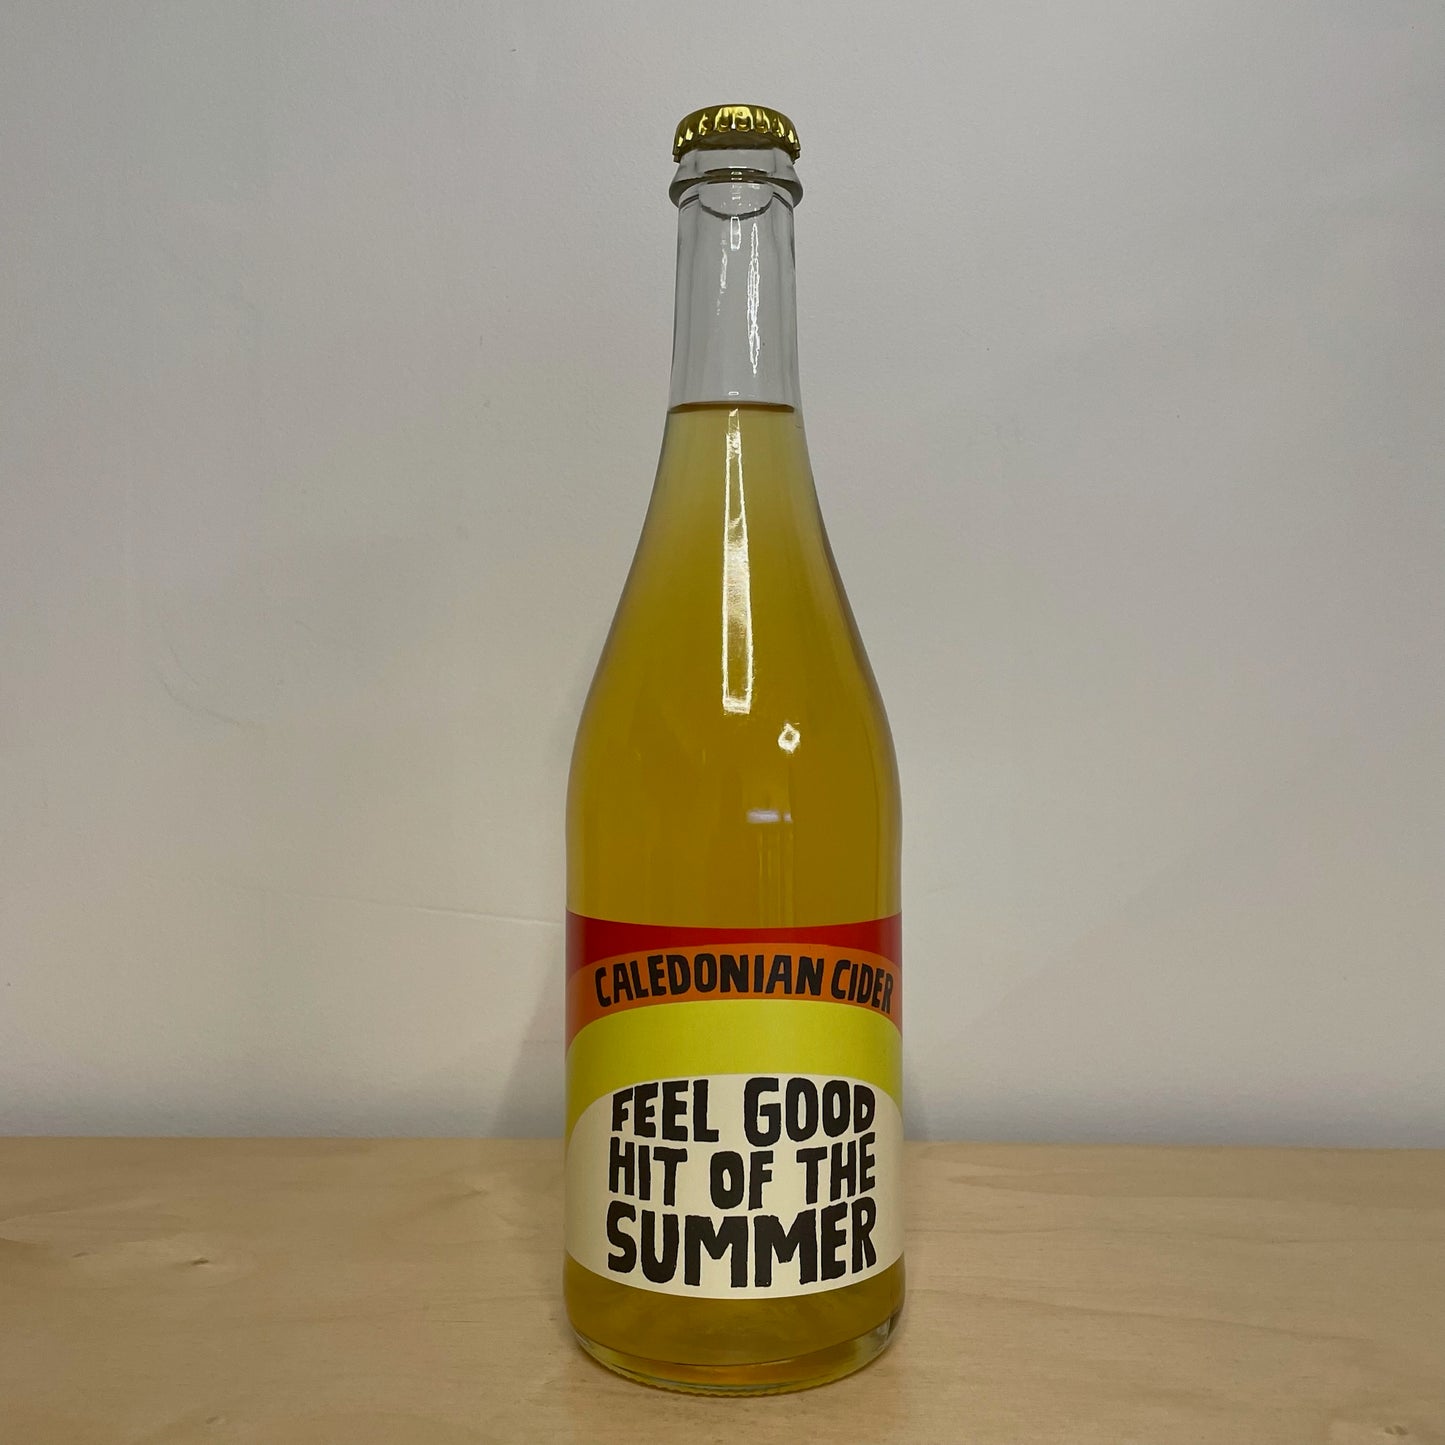 CALEDONIAN CIDER
FEEL GOOD
HIT OF THE
SUMMER